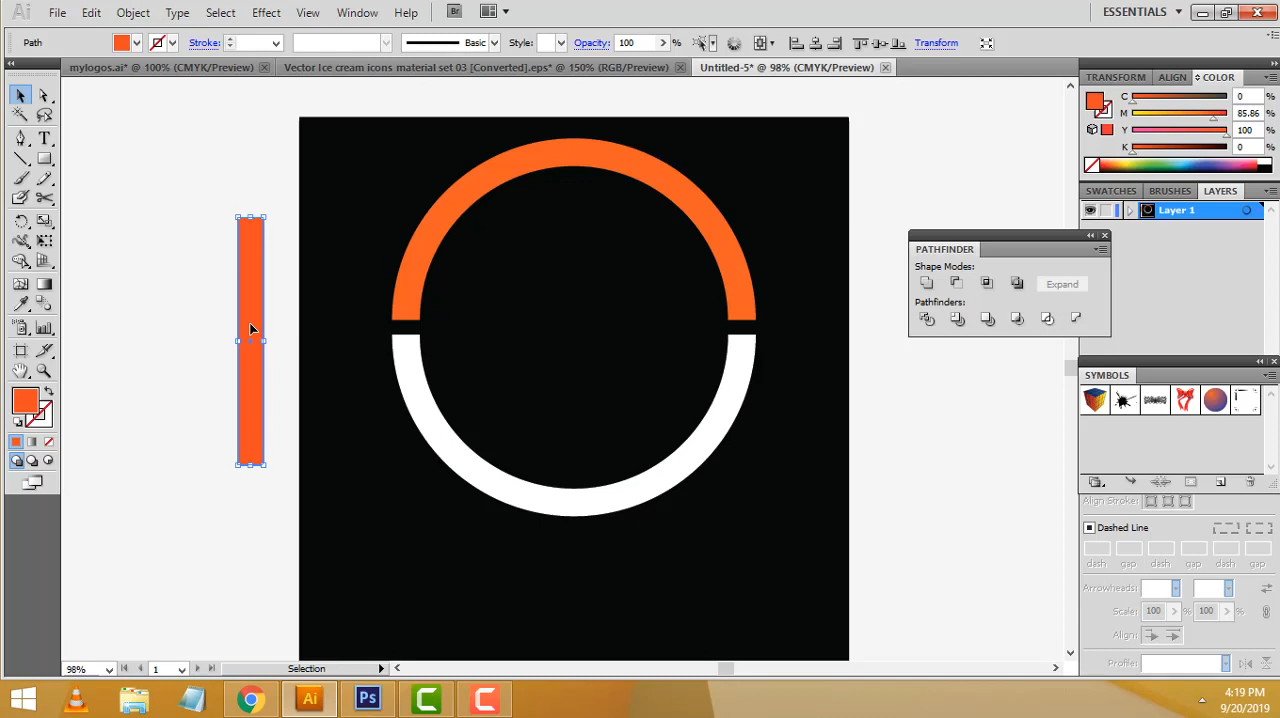 Ai File Edit Object Type Select Effect View Window Help Br ESSENTIALS
Path Stroke: Basic Style: Opacity: 100 % Transform
mylogos.ai* @ 100% (CMYK/Preview) Vector Ice cream icons material set 03 [Converted].eps* @ 150% (RGB/Preview) Untitled-5* @ 98% (CMYK/Preview)
TRANSFORM ALIGN COLOR
C 0 %
M 85.86 %
Y 100 %
K 0 %
SWATCHES BRUSHES LAYERS
Layer 1
PATHFINDER
Shape Modes:
Expand
Pathfinders:
SYMBOLS
Align Stroke:
Dashed Line
dash gap dash gap dash gap
Arrowheads:
Scale: 100 % 100 %
Align:
Profile:
98% 1 Selection
Ai Ps C C
4:19 PM
9/20/2019